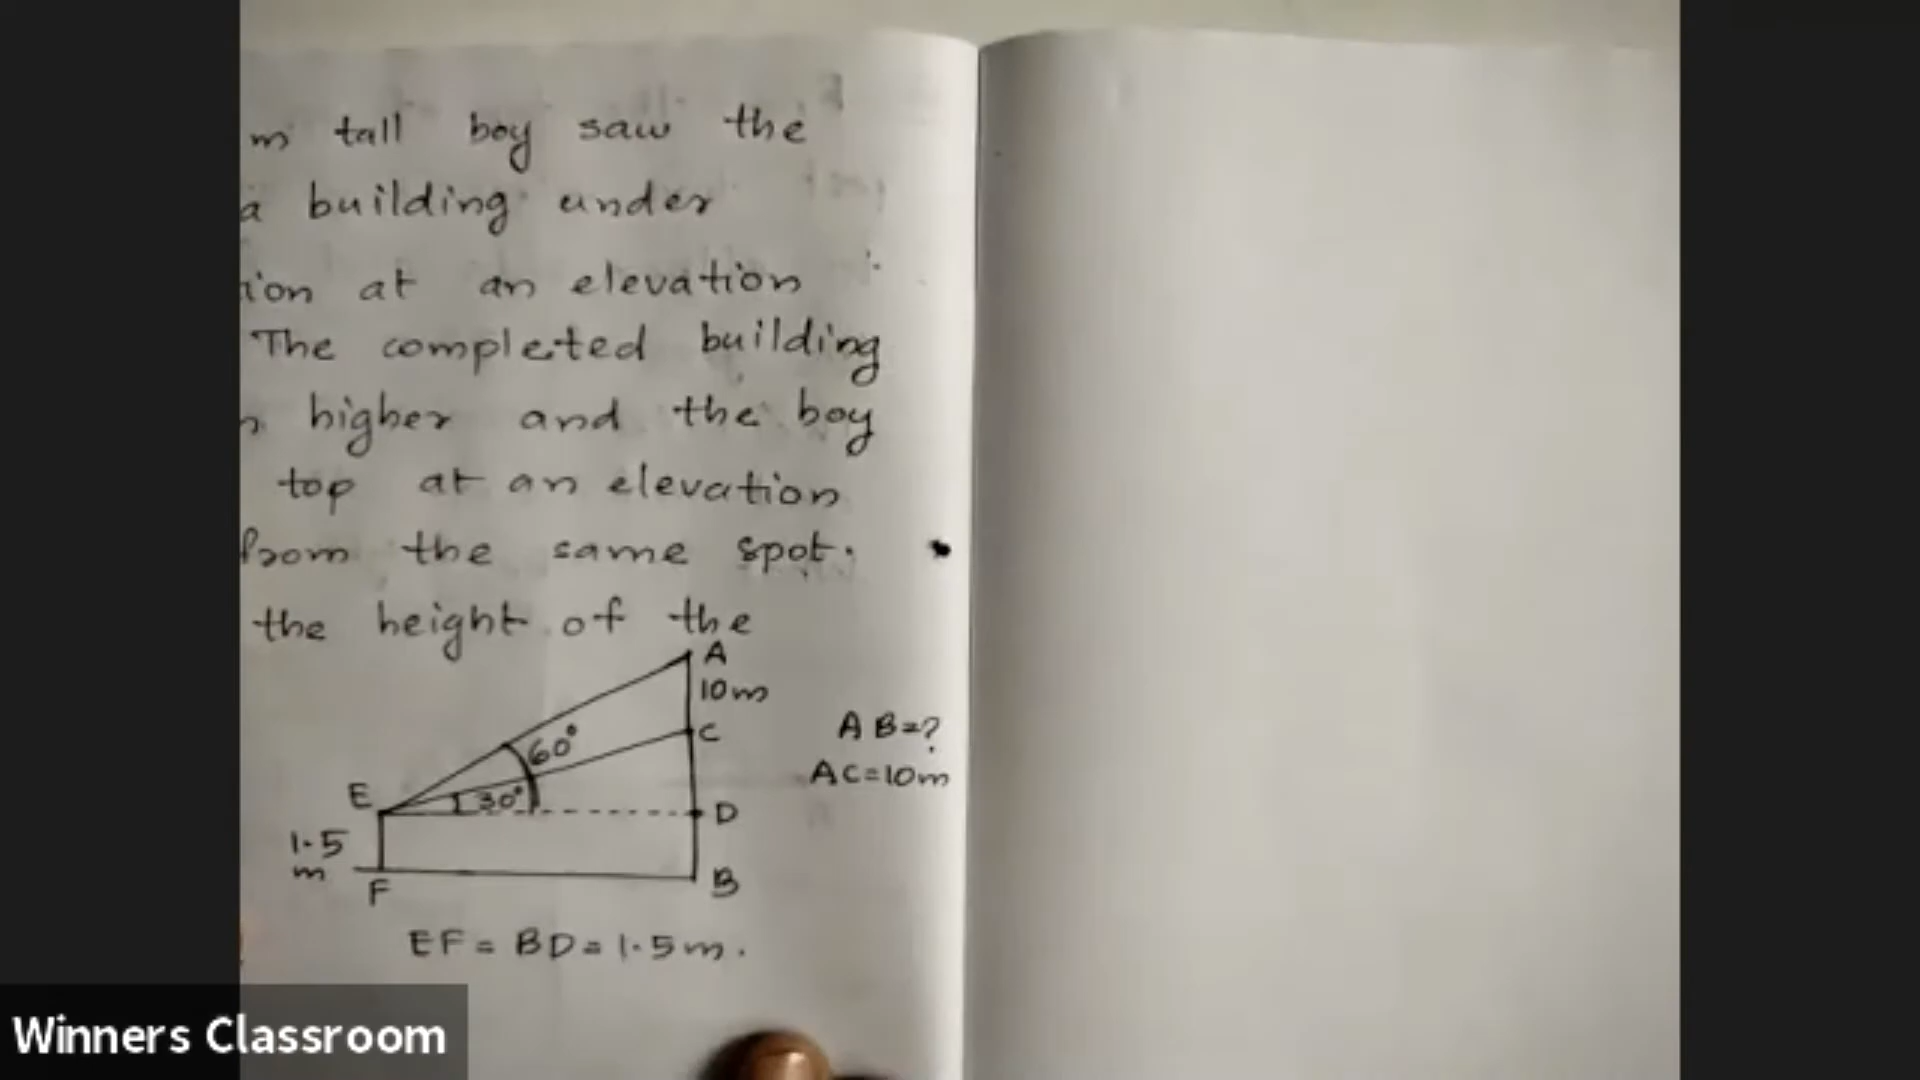 m tall boy saw the
a building under
at an elevation
The completed building
higher and the boy
top at an elevation
from the same spot.
the height of the
A
10m
C
60°
AB=?
AC=10m
E
30°
D
1.5
m
F
B
EF = BD = 1.5m.
Winners Classroom